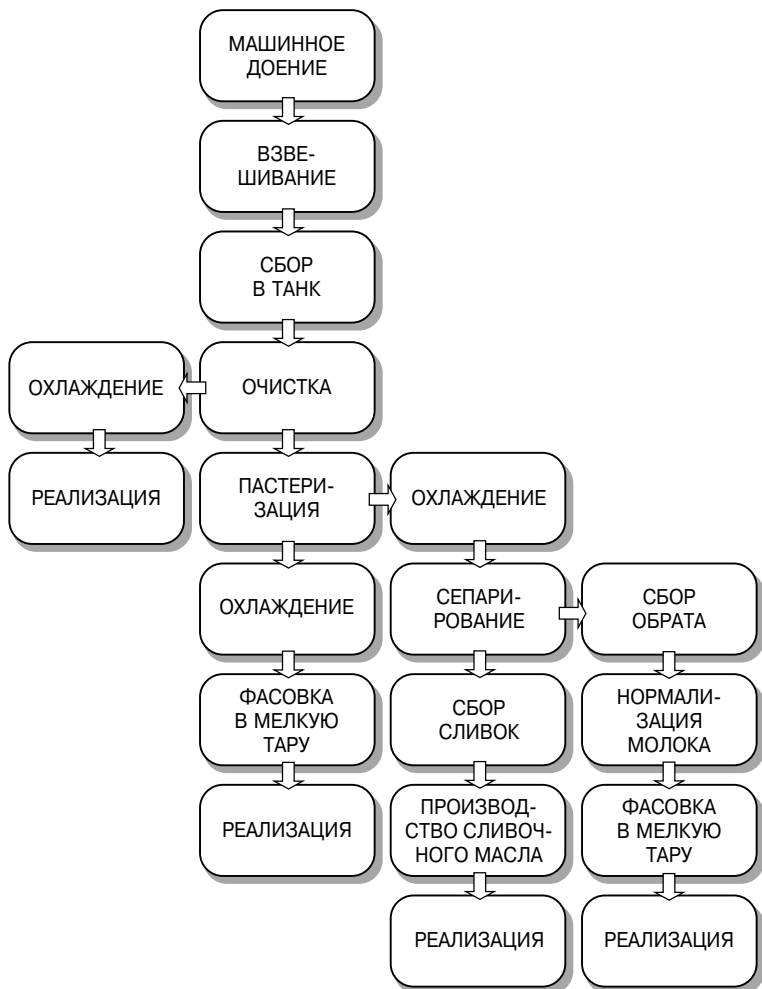 МАШИННОЕ
ДОЕНИЕ
ВЗВЕ-
ШИВАНИЕ
СБОР
В ТАНК
ОХЛАЖДЕНИЕ
ОЧИСТКА
РЕАЛИЗАЦИЯ
ПАСТЕРИ-
ЗАЦИЯ
ОХЛАЖДЕНИЕ
ОХЛАЖДЕНИЕ
СЕПАРИ-
РОВАНИЕ
СБОР
ОБРАТА
ФАСОВКА
В МЕЛКУЮ
ТАРУ
СБОР
СЛИВОК
НОРМАЛИ-
ЗАЦИЯ
МОЛОКА
РЕАЛИЗАЦИЯ
ПРОИЗВОД-
СТВО СЛИВОЧ-
НОГО МАСЛА
ФАСОВКА
В МЕЛКУЮ
ТАРУ
РЕАЛИЗАЦИЯ
РЕАЛИЗАЦИЯ